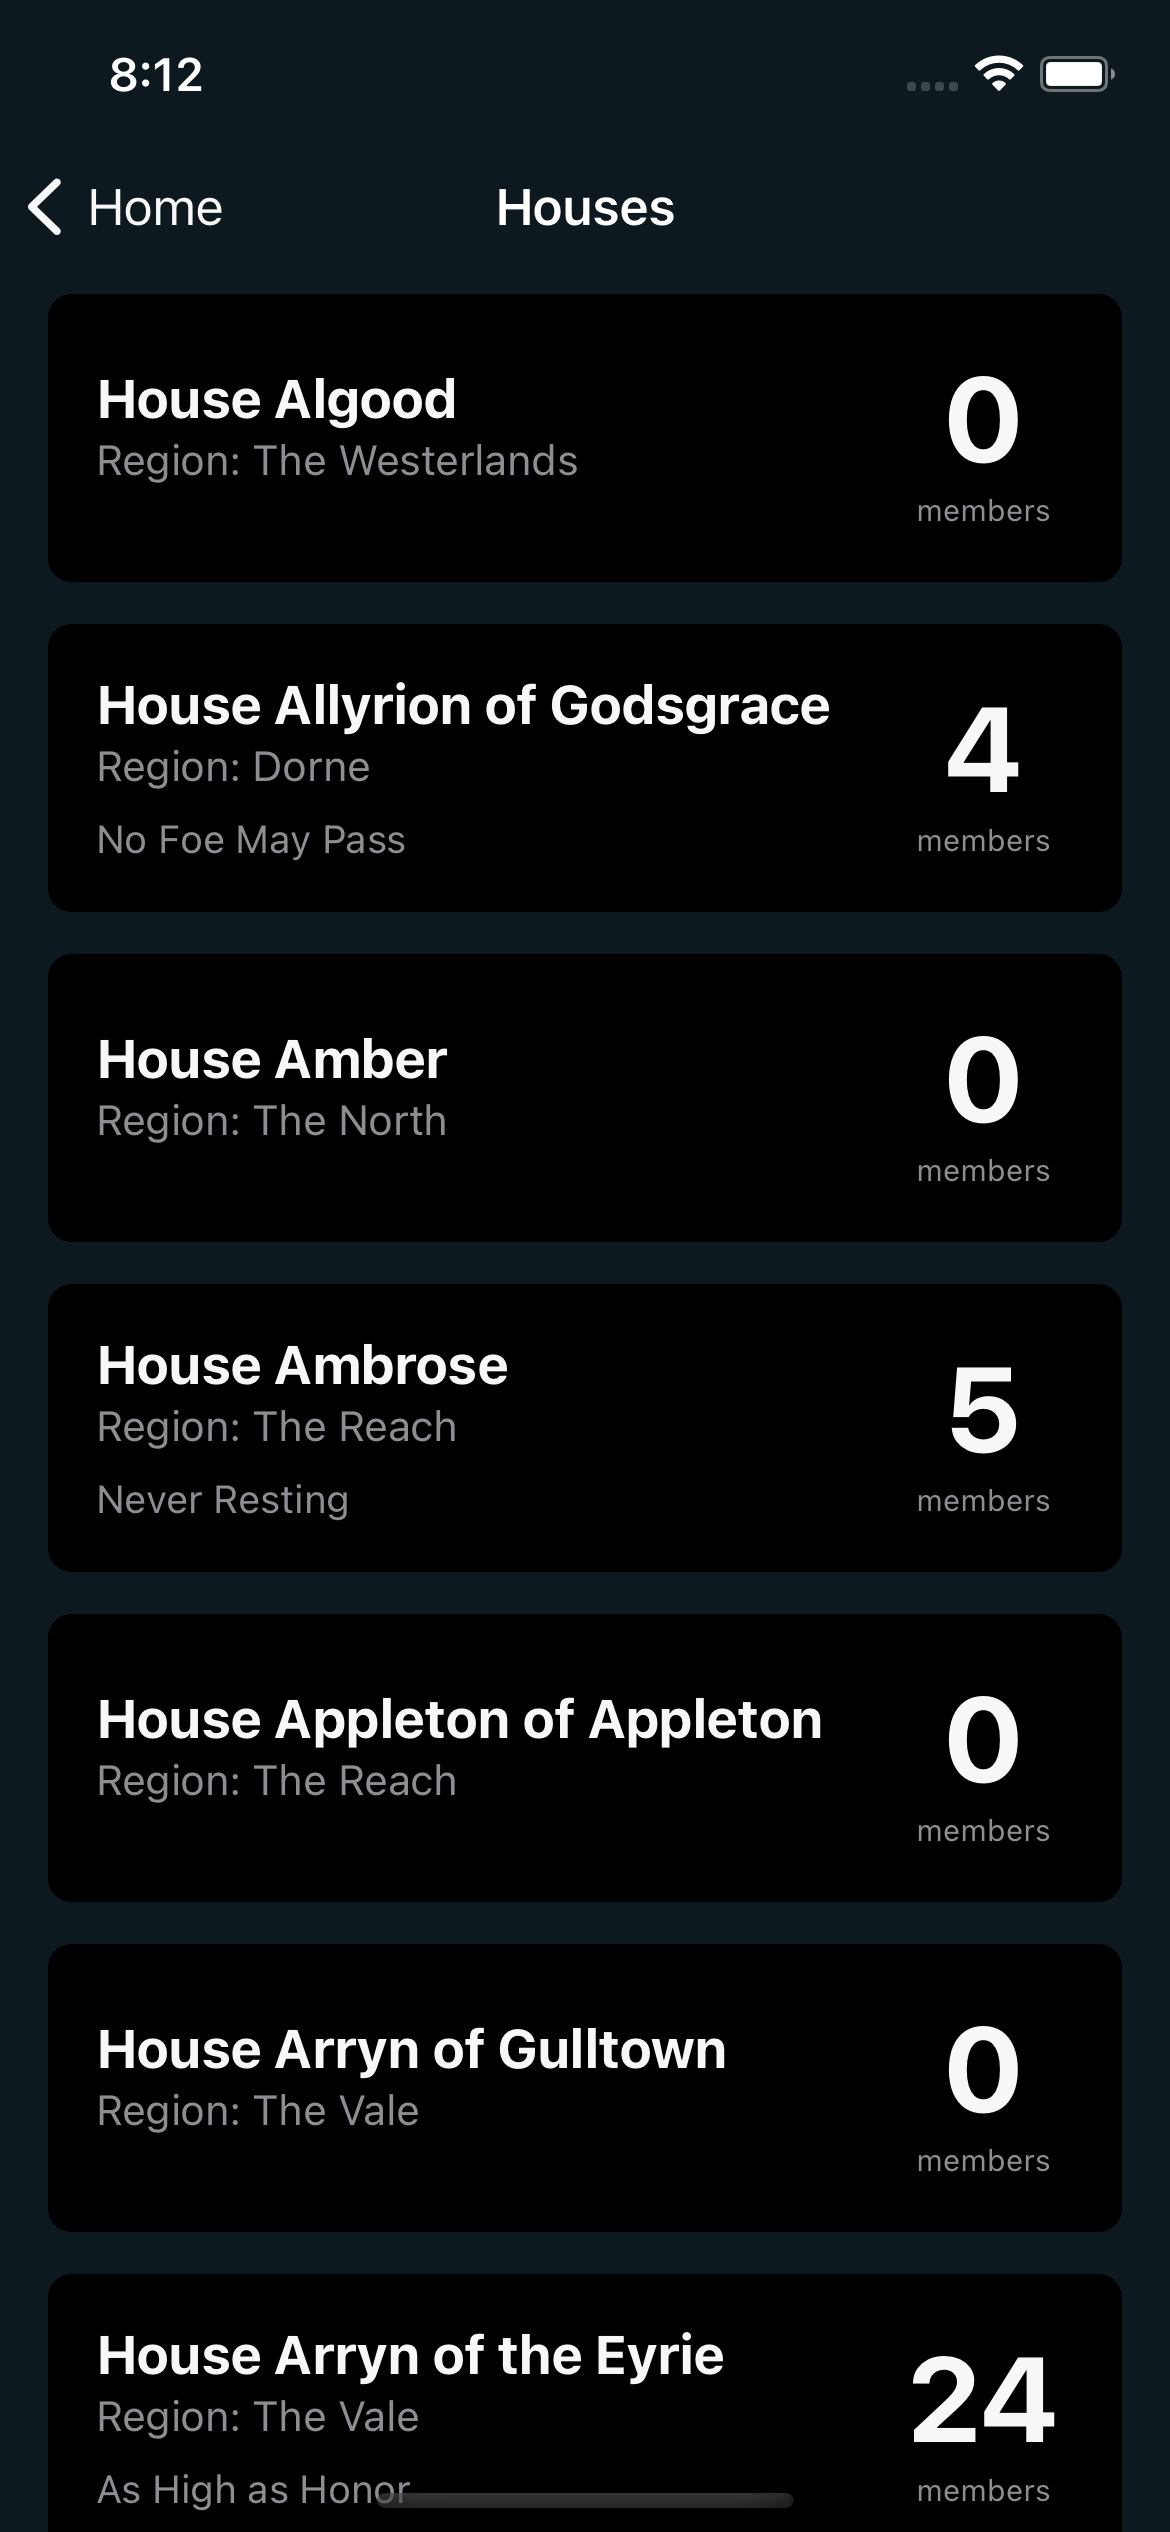 8:12
Home
Houses
House Algood
Region: The Westerlands
0
members
House Allyrion of Godsgrace
Region: Dorne
No Foe May Pass
4
members
House Amber
Region: The North
0
members
House Ambrose
Region: The Reach
Never Resting
5
members
House Appleton of Appleton
Region: The Reach
0
members
House Arryn of Gulltown
Region: The Vale
0
members
House Arryn of the Eyrie
Region: The Vale
As High as Honor
24
members